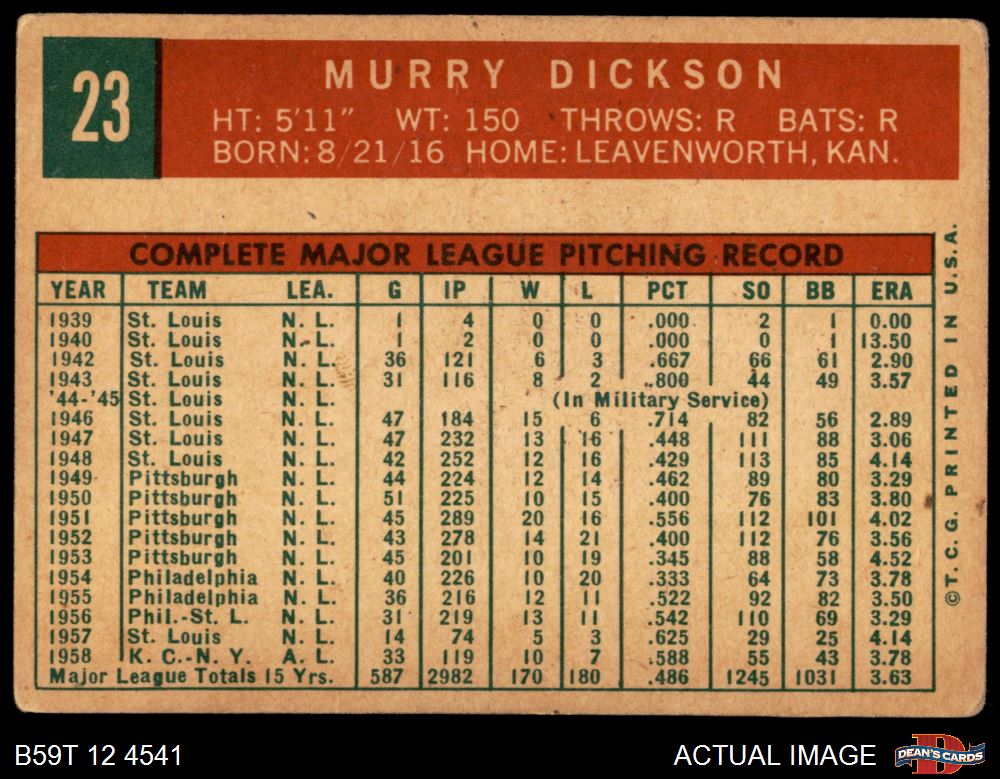 23
MURRY DICKSON
HT: 5'11" WT: 150 THROWS: R BATS: R
BORN: 8/21/16 HOME: LEAVENWORTH, KAN.
COMPLETE MAJOR LEAGUE PITCHING RECORD
YEAR TEAM LEA. G IP W L PCT SO BB ERA
1939 St. Louis N. L. 1 4 0 0 .000 2 1 0.00
1940 St. Louis N. L. 1 2 0 0 .000 0 1 13.50
1942 St. Louis N. L. 36 121 6 3 .667 66 61 2.90
1943 St. Louis N. L. 31 116 8 2 .800 44 49 3.57
'44-'45 St. Louis N. L. (In Military Service)
1946 St. Louis N. L. 47 184 15 6 .714 82 56 2.89
1947 St. Louis N. L. 47 232 13 16 .448 111 88 3.06
1948 St. Louis N. L. 42 252 12 16 .429 113 85 4.14
1949 Pittsburgh N. L. 44 224 12 14 .462 89 80 3.29
1950 Pittsburgh N. L. 51 225 10 15 .400 76 83 3.80
1951 Pittsburgh N. L. 45 289 20 16 .556 112 101 4.02
1952 Pittsburgh N. L. 43 278 14 21 .400 112 76 3.56
1953 Pittsburgh N. L. 45 201 10 19 .345 88 58 4.52
1954 Philadelphia N. L. 40 226 10 20 .333 64 73 3.78
1955 Philadelphia N. L. 36 216 12 11 .522 92 82 3.50
1956 Phil.-St. L. N. L. 31 219 13 11 .542 110 69 3.29
1957 St. Louis N. L. 14 74 5 3 .625 29 25 4.14
1958 K. C.-N. Y. A. L. 33 119 10 7 .588 55 43 3.78
Major League Totals 15 Yrs. 587 2982 170 180 .486 1245 1031 3.63
©T. C. G. PRINTED IN U.S.A.
B59T 12 4541
ACTUAL IMAGE
DEAN'S CARDS